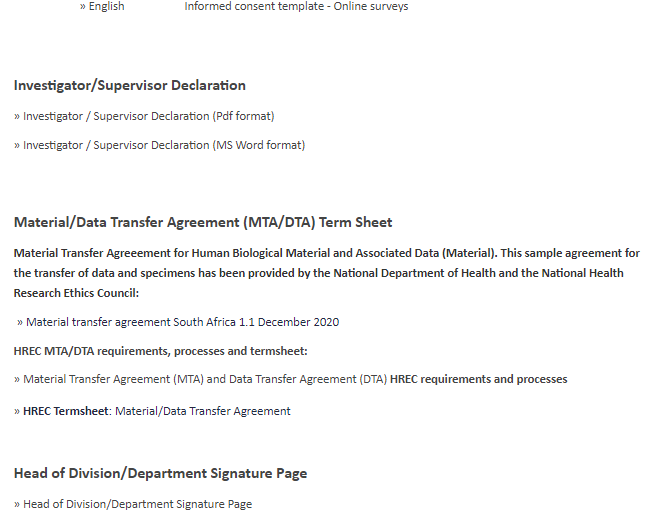 » English Informed consent template - Online surveys
Investigator/Supervisor Declaration
» Investigator / Supervisor Declaration (Pdf format)
» Investigator / Supervisor Declaration (MS Word format)
Material/Data Transfer Agreement (MTA/DTA) Term Sheet
Material Transfer Agreeement for Human Biological Material and Associated Data (Material). This sample agreement for
the transfer of data and specimens has been provided by the National Department of Health and the National Health
Research Ethics Council:
» Material transfer agreement South Africa 1.1 December 2020
HREC MTA/DTA requirements, processes and termsheet:
» Material Transfer Agreement (MTA) and Data Transfer Agreement (DTA) HREC requirements and processes
» HREC Termsheet: Material/Data Transfer Agreement
Head of Division/Department Signature Page
» Head of Division/Department Signature Page